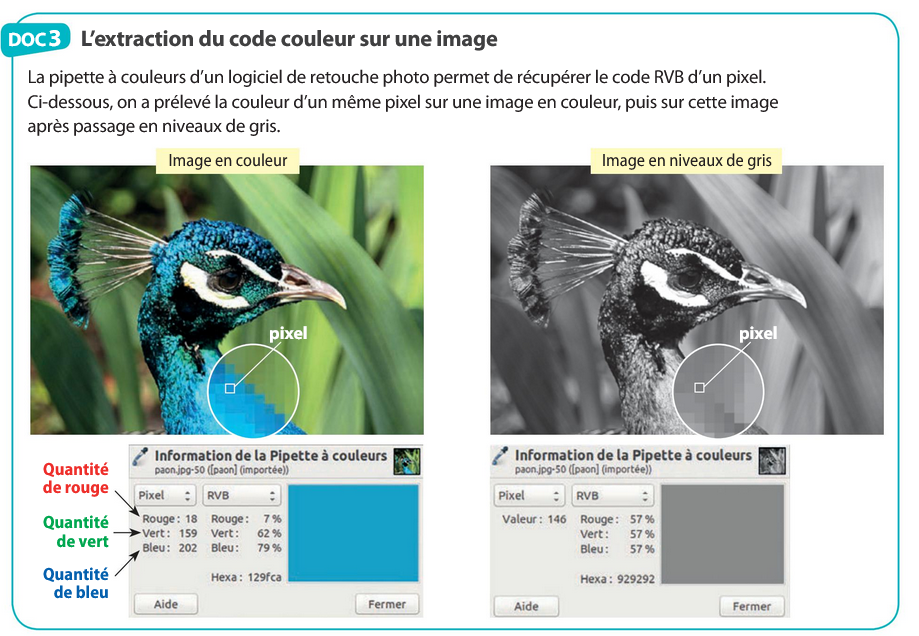 DOC3 L'extraction du code couleur sur une image
La pipette à couleurs d'un logiciel de retouche photo permet de récupérer le code RVB d'un pixel.
Ci-dessous, on a prélevé la couleur d'un même pixel sur une image en couleur, puis sur cette image
après passage en niveaux de gris.
Image en couleur
pixel
Information de la Pipette à couleurs
paon.jpg-50 ([paon] (importée))
Quantité
de rouge
Quantité
de vert
Quantité
de bleu
Pixel RVB
Rouge : 18 Rouge : 7 %
Vert : 159 Vert : 62 %
Bleu : 202 Bleu : 79 %
Hexa : 129fca
Aide Fermer
Image en niveaux de gris
pixel
Information de la Pipette à couleurs
paon.jpg-50 ([paon] (importée))
Pixel RVB
Valeur : 146 Rouge : 57 %
Vert : 57 %
Bleu : 57 %
Hexa : 929292
Aide Fermer